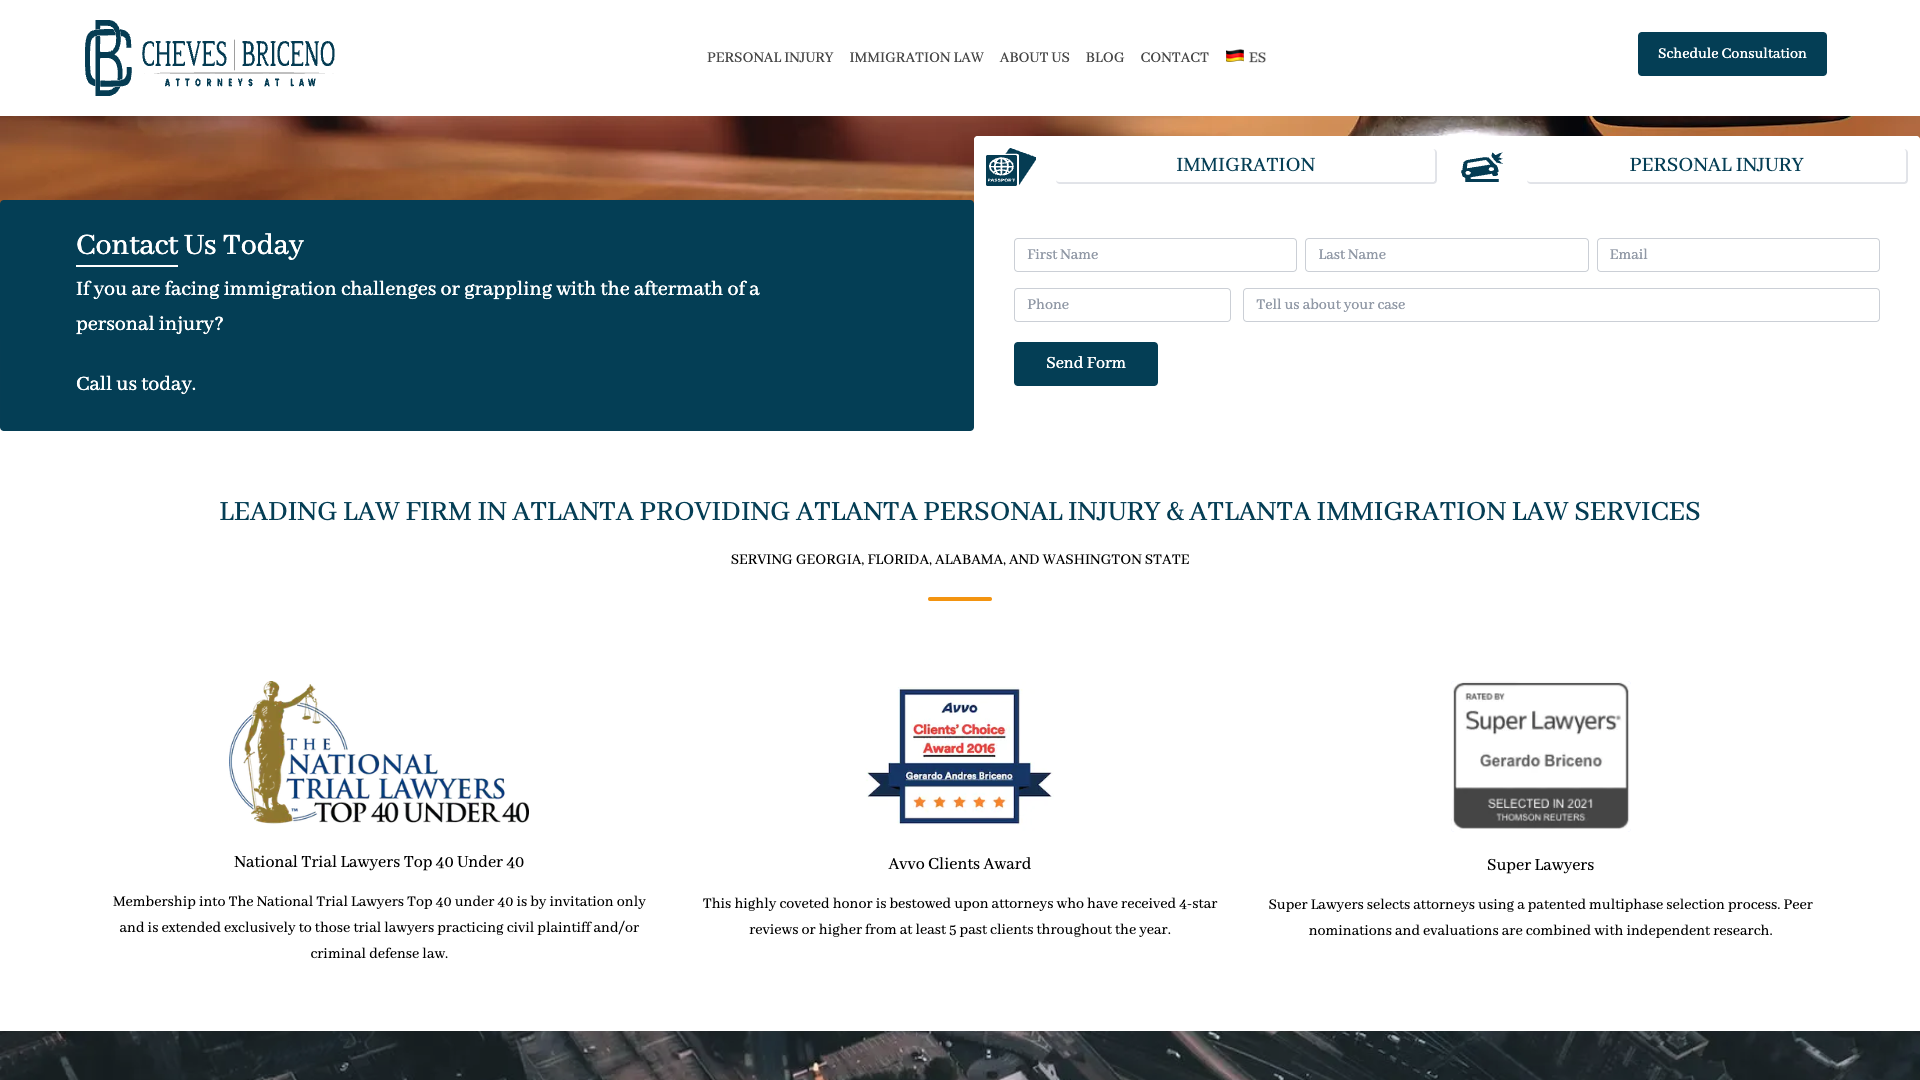 CB CHEVES | BRICENO
ATTORNEYS AT LAW
PERSONAL INJURY
IMMIGRATION LAW
ABOUT US
BLOG
CONTACT
ES
Schedule Consultation
PASSPORT
IMMIGRATION
PERSONAL INJURY
Contact Us Today
If you are facing immigration challenges or grappling with the aftermath of a
personal injury?
Call us today.
First Name
Last Name
Email
Phone
Tell us about your case
Send Form
LEADING LAW FIRM IN ATLANTA PROVIDING ATLANTA PERSONAL INJURY & ATLANTA IMMIGRATION LAW SERVICES
SERVING GEORGIA, FLORIDA, ALABAMA, AND WASHINGTON STATE
THE
NATIONAL
TRIAL LAWYERS
™
TOP 40 UNDER 40
National Trial Lawyers Top 40 Under 40
Membership into The National Trial Lawyers Top 40 under 40 is by invitation only
and is extended exclusively to those trial lawyers practicing civil plaintiff and/or
criminal defense law.
Avvo
Clients' Choice
Award 2016
Gerardo Andres Briceno
Avvo Clients Award
This highly coveted honor is bestowed upon attorneys who have received 4-star
reviews or higher from at least 5 past clients throughout the year.
RATED BY
Super Lawyers®
Gerardo Briceno
SELECTED IN 2021
THOMSON REUTERS
Super Lawyers
Super Lawyers selects attorneys using a patented multiphase selection process. Peer
nominations and evaluations are combined with independent research.